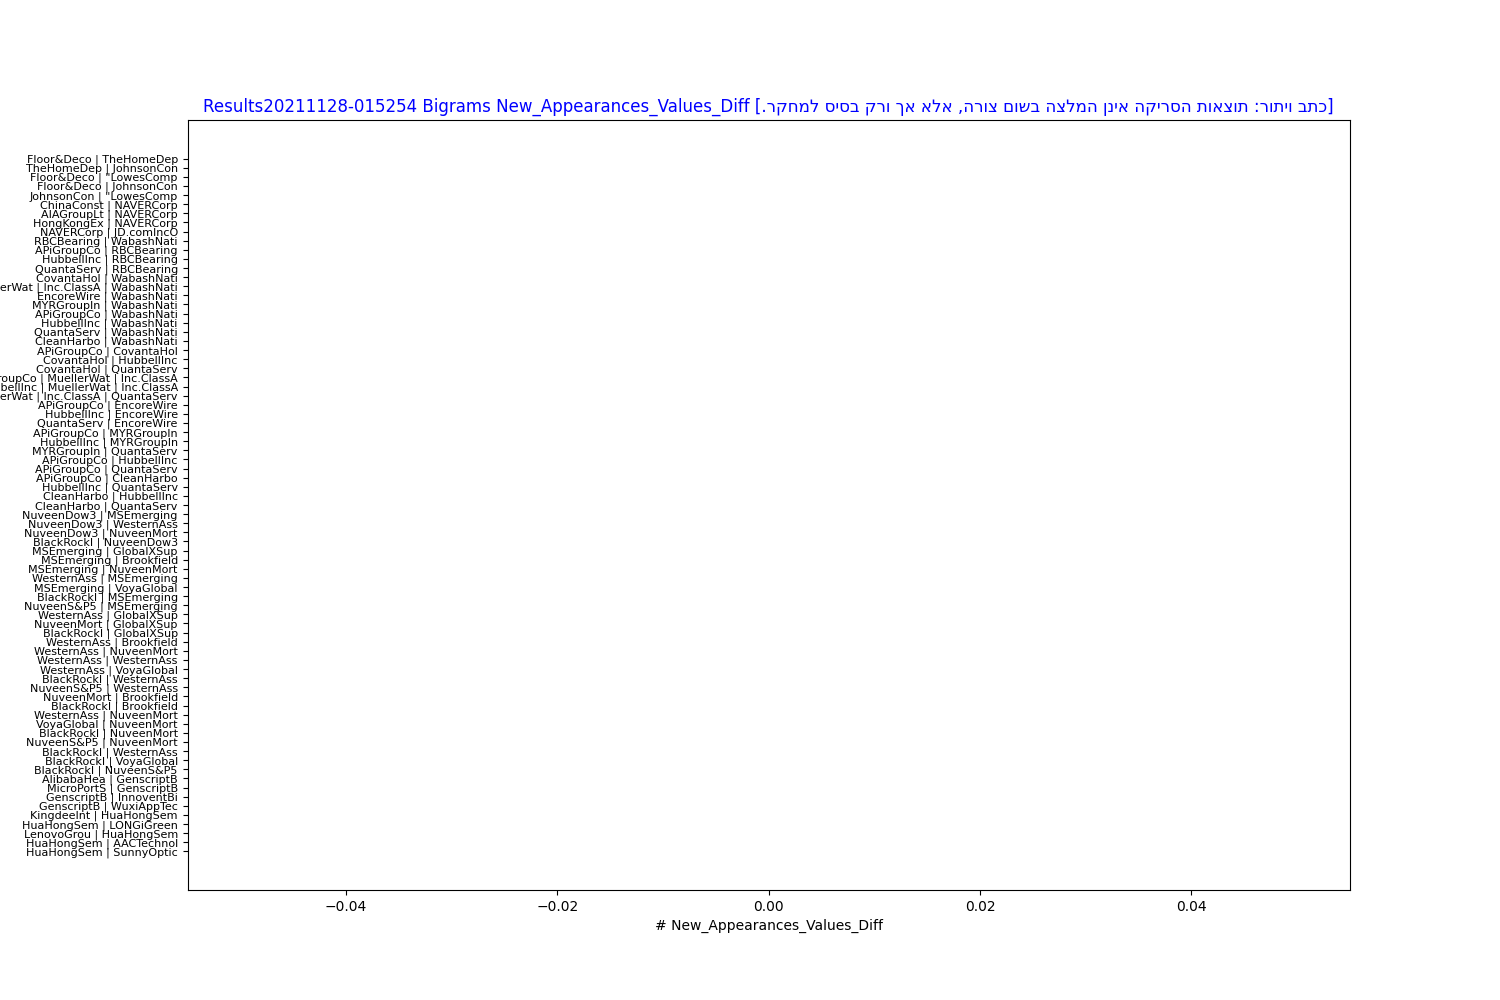 Results20211128-015254 Bigrams New_Appearances_Values_Diff [כתב ויתור: תוצאות הסריקה אינן המלצה בשום צורה, אלא אך ורק בסיס למחקר.]
Floor&Deco | TheHomeDep
TheHomeDep | JohnsonCon
Floor&Deco | "LowesComp
Floor&Deco | JohnsonCon
JohnsonCon | "LowesComp
ChinaConst | NAVERCorp
AIAGroupLt | NAVERCorp
HongKongEx | NAVERCorp
NAVERCorp | JD.comIncO
RBCBearing | WabashNati
APiGroupCo | RBCBearing
HubbellInc | RBCBearing
QuantaServ | RBCBearing
CovantaHol | WabashNati
erWat | Inc.ClassA | WabashNati
EncoreWire | WabashNati
MYRGroupIn | WabashNati
APiGroupCo | WabashNati
HubbellInc | WabashNati
QuantaServ | WabashNati
CleanHarbo | WabashNati
APiGroupCo | CovantaHol
CovantaHol | HubbellInc
CovantaHol | QuantaServ
roupCo | MuellerWat | Inc.ClassA
bellInc | MuellerWat | Inc.ClassA
erWat | Inc.ClassA | QuantaServ
APiGroupCo | EncoreWire
HubbellInc | EncoreWire
QuantaServ | EncoreWire
APiGroupCo | MYRGroupIn
HubbellInc | MYRGroupIn
MYRGroupIn | QuantaServ
APiGroupCo | HubbellInc
APiGroupCo | QuantaServ
APiGroupCo | CleanHarbo
HubbellInc | QuantaServ
CleanHarbo | HubbellInc
CleanHarbo | QuantaServ
NuveenDow3 | MSEmerging
NuveenDow3 | WesternAss
NuveenDow3 | NuveenMort
BlackRockI | NuveenDow3
MSEmerging | GlobalXSup
MSEmerging | Brookfield
MSEmerging | NuveenMort
WesternAss | MSEmerging
MSEmerging | VoyaGlobal
BlackRockI | MSEmerging
NuveenS&P5 | MSEmerging
WesternAss | GlobalXSup
NuveenMort | GlobalXSup
BlackRockI | GlobalXSup
WesternAss | Brookfield
WesternAss | NuveenMort
WesternAss | WesternAss
WesternAss | VoyaGlobal
BlackRockI | WesternAss
NuveenS&P5 | WesternAss
NuveenMort | Brookfield
BlackRockI | Brookfield
WesternAss | NuveenMort
VoyaGlobal | NuveenMort
BlackRockI | NuveenMort
NuveenS&P5 | NuveenMort
BlackRockI | WesternAss
BlackRockI | VoyaGlobal
BlackRockI | NuveenS&P5
AlibabaHea | GenscriptB
MicroPortS | GenscriptB
GenscriptB | InnoventBi
GenscriptB | WuxiAppTec
KingdeeInt | HuaHongSem
HuaHongSem | LONGiGreen
LenovoGrou | HuaHongSem
HuaHongSem | AACTechnol
HuaHongSem | SunnyOptic
−0.04 −0.02 0.00 0.02 0.04
# New_Appearances_Values_Diff